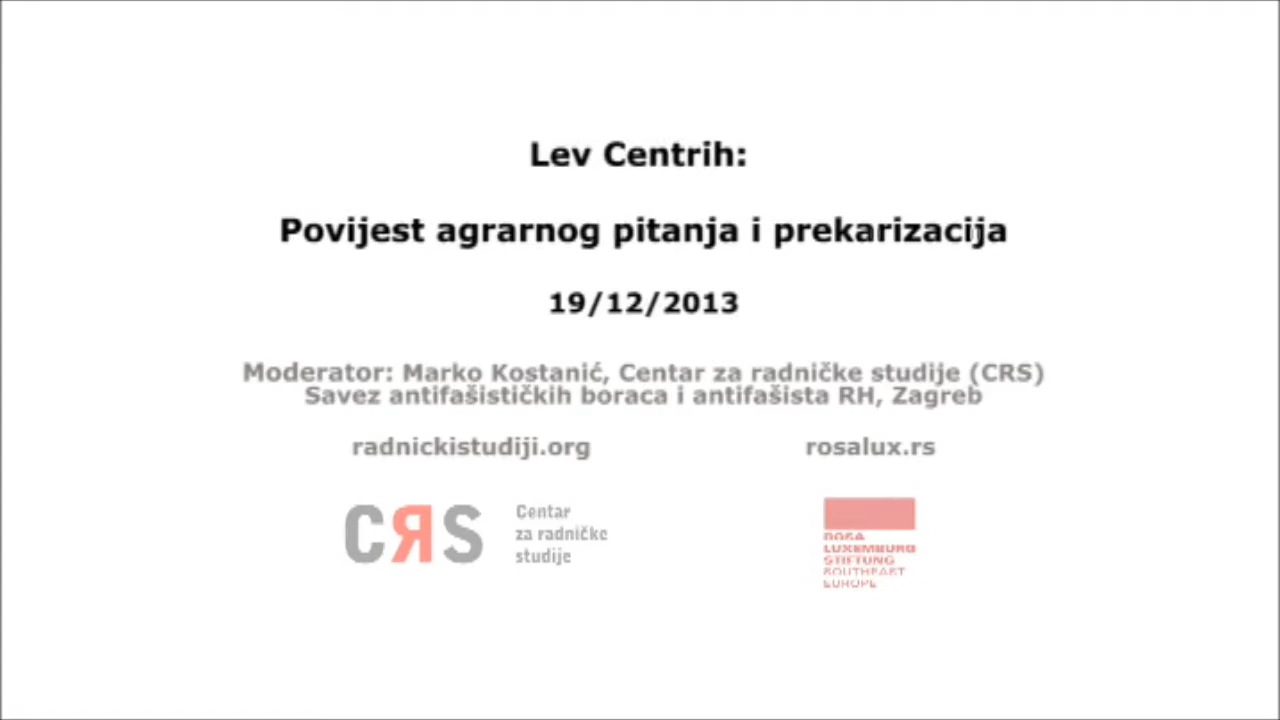 Lev Centrih:
Povijest agrarnog pitanja i prekarizacija
19/12/2013
Moderator: Marko Kostanić, Centar za radničke studije (CRS)
Savez antifašističkih boraca i antifašista RH, Zagreb
radnickistudiji.org rosalux.rs
CЯS
Centar
za radničke
studije
ROSA
LUXEMBURG
STIFTUNG
SOUTHEAST
EUROPE